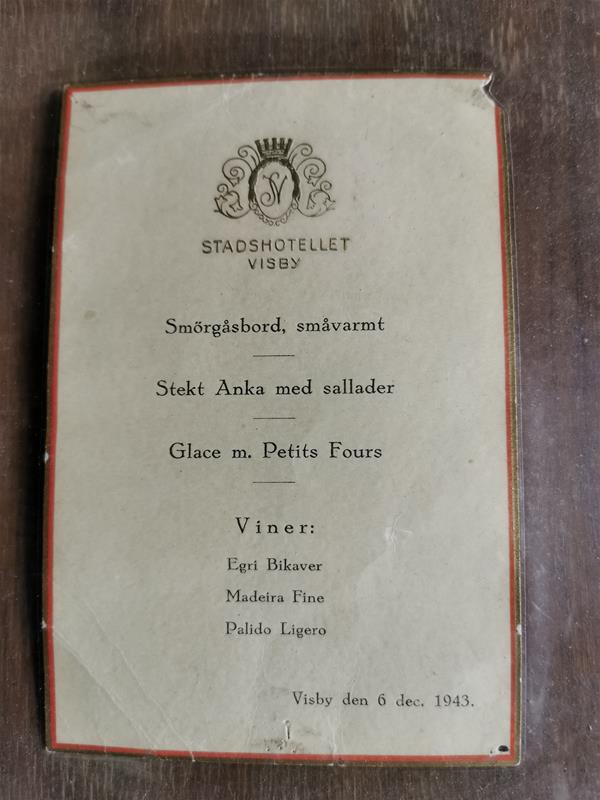 SV
STADSHOTELLET
VISBY
Smörgåsbord, småvarmt
Stekt Anka med sallader
Glace m. Petits Fours
Viner:
Egri Bikaver
Madeira Fine
Palido Ligero
Visby den 6 dec. 1943.